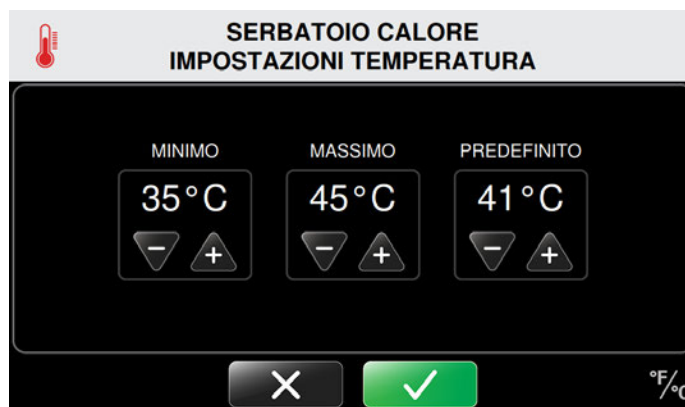 SERBATOIO CALORE
IMPOSTAZIONI TEMPERATURA
MINIMO MASSIMO PREDEFINITO
35°C 45°C 41°C
- + - + - +
°F/°C